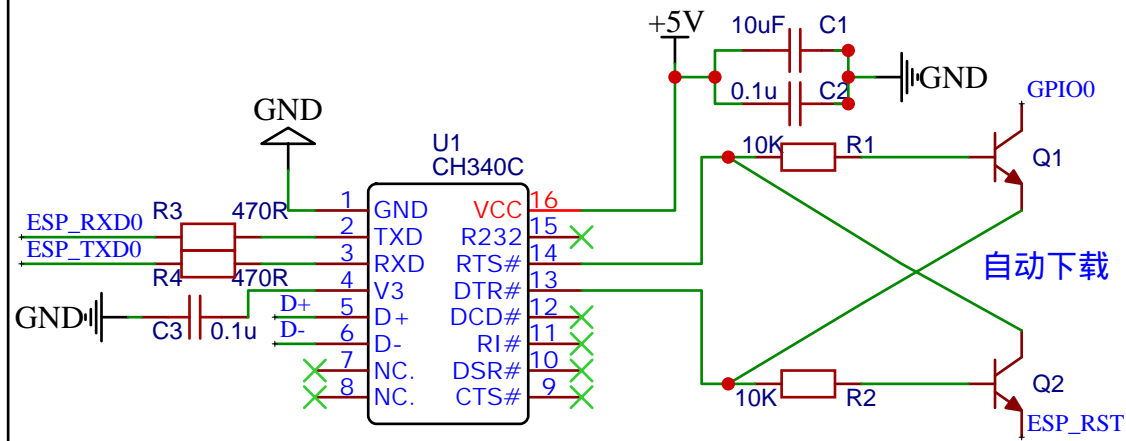 +5V
10uF C1
0.1u C2
GND
GPIO0
GND
U1
CH340C
10K R1
Q1
R3 470R
ESP_RXD0
ESP_TXD0
R4 470R
1 GND VCC 16
2 TXD R232 15
3 RXD RTS# 14
4 V3 DTR# 13
5 D+ DCD# 12
6 D- RI# 11
7 NC. DSR# 10
8 NC. CTS# 9
自动下载
GND
C3 0.1u
D+
D-
10K R2
Q2
ESP_RST